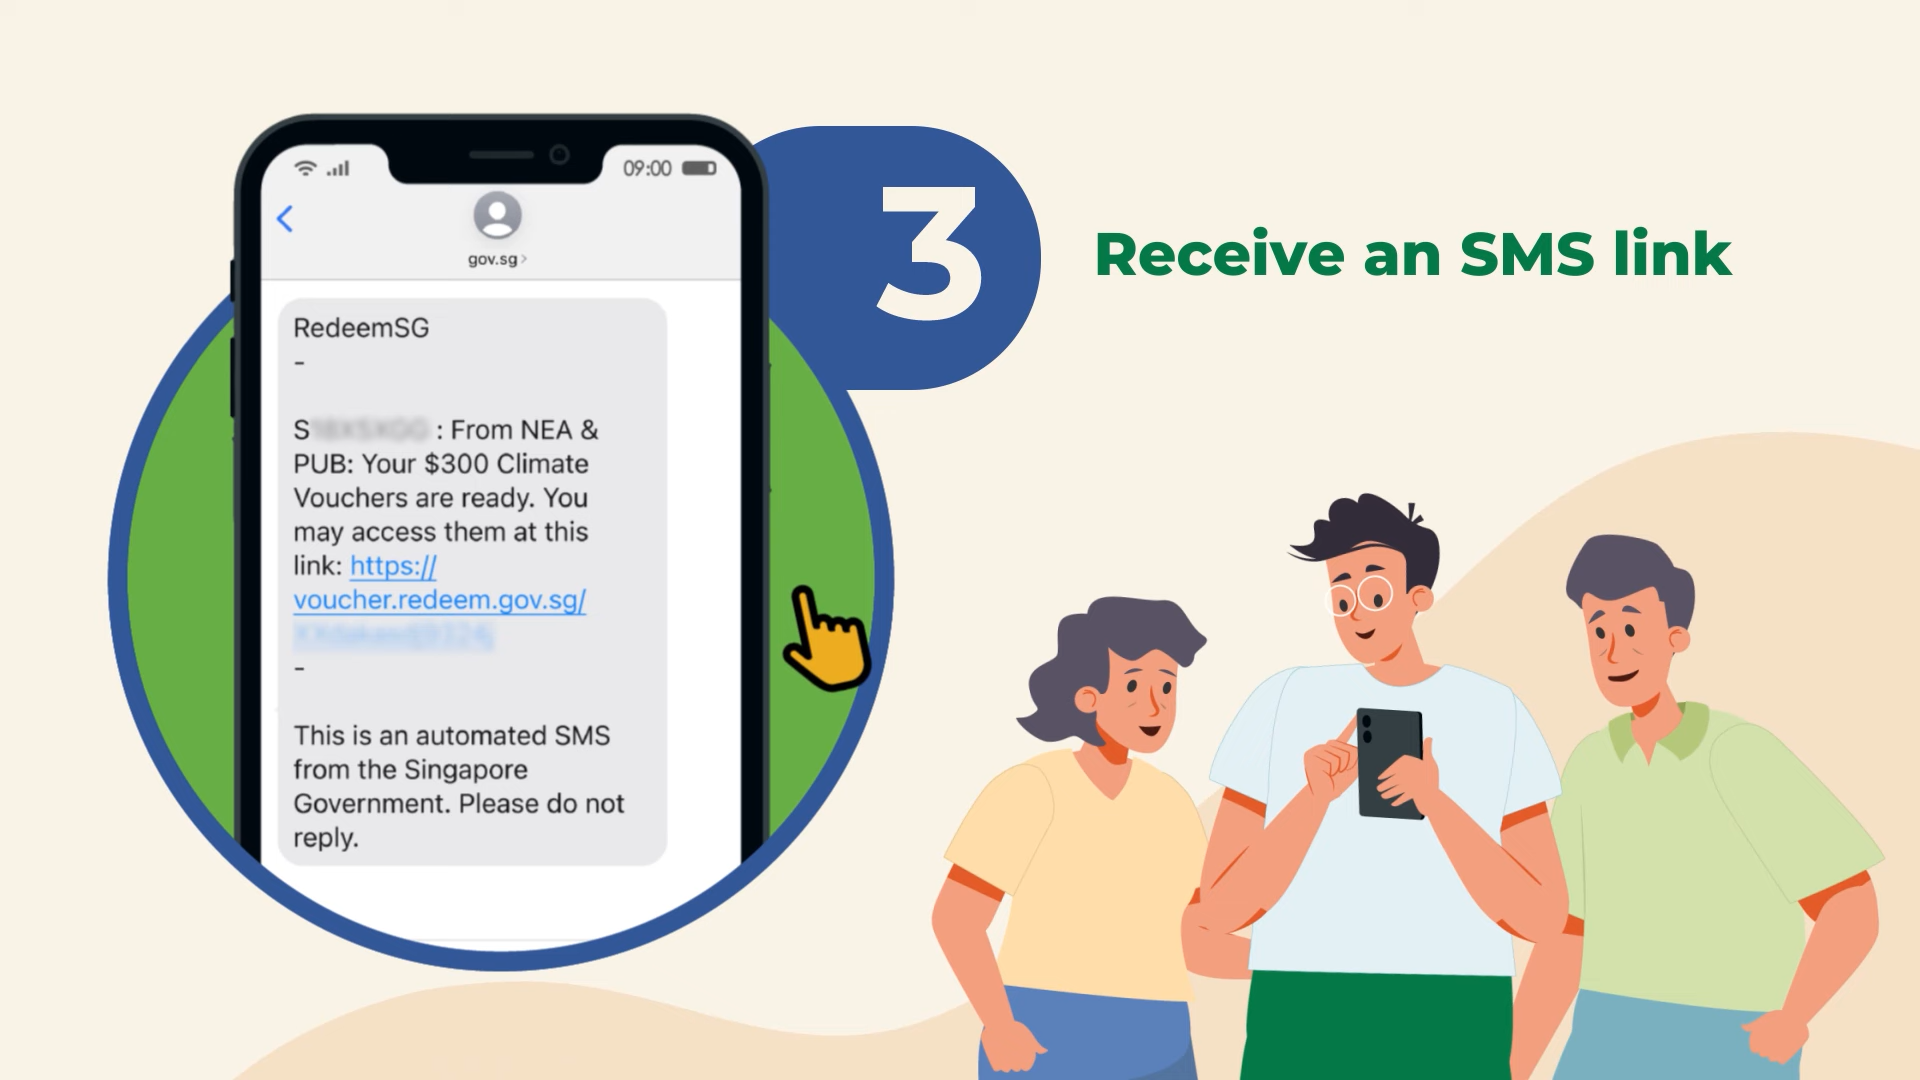 09:00
gov.sg
RedeemSG
-
S : From NEA &
PUB: Your $300 Climate
Vouchers are ready. You
may access them at this
link: https://
voucher.redeem.gov.sg/
-
This is an automated SMS
from the Singapore
Government. Please do not
reply.
3
Receive an SMS link